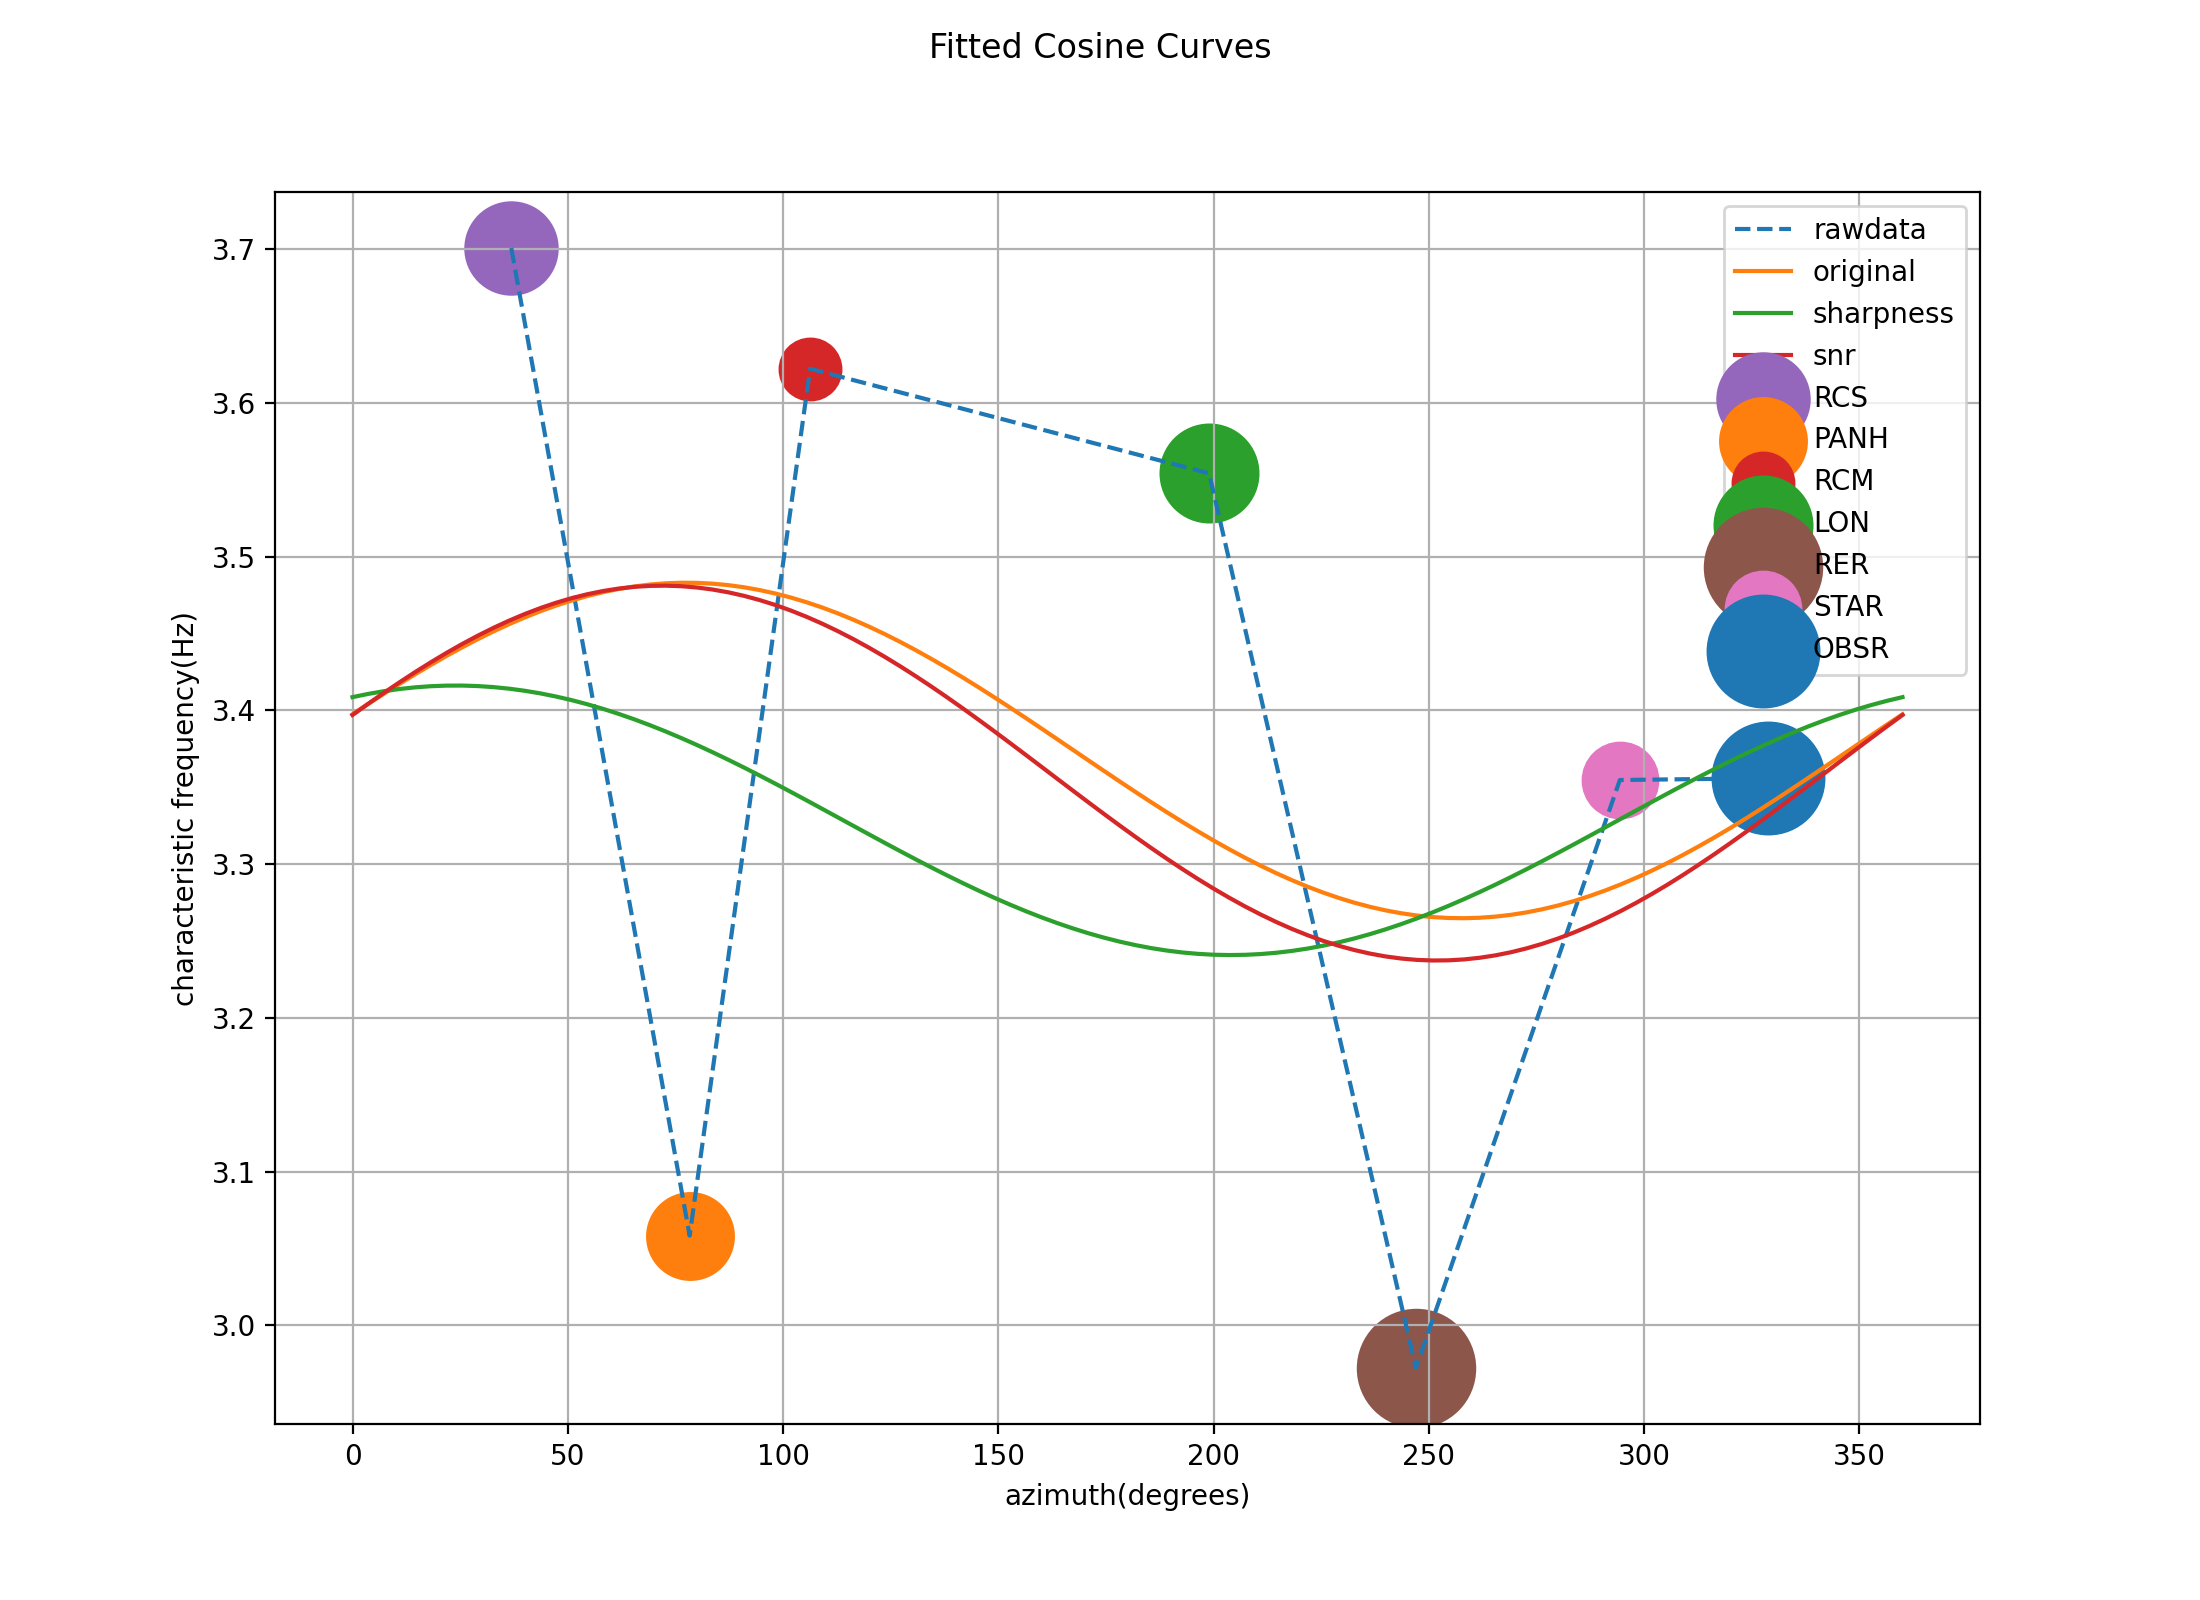 Fitted Cosine Curves
rawdata
original
sharpness
snr
RCS
PANH
RCM
LON
RER
STAR
OBSR
characteristic frequency(Hz)
3.7
3.6
3.5
3.4
3.3
3.2
3.1
3.0
0 50 100 150 200 250 300 350
azimuth(degrees)